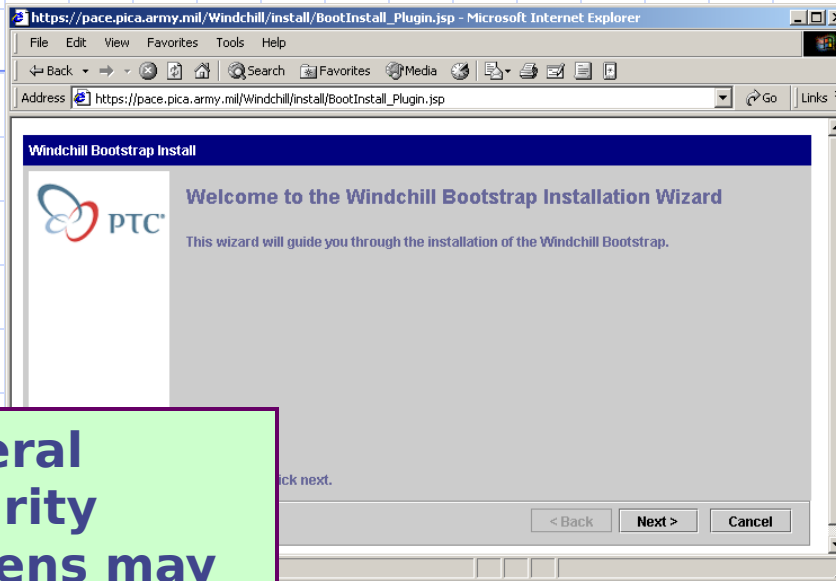 https://pace.pica.army.mil/Windchill/install/BootInstall_Plugin.jsp - Microsoft Internet Explorer
File Edit View Favorites Tools Help
Back Search Favorites Media
Address https://pace.pica.army.mil/Windchill/install/BootInstall_Plugin.jsp Go Links
Windchill Bootstrap Install
PTC
Welcome to the Windchill Bootstrap Installation Wizard
This wizard will guide you through the installation of the Windchill Bootstrap.
ick next.
< Back Next > Cancel
eral
rity
ens may